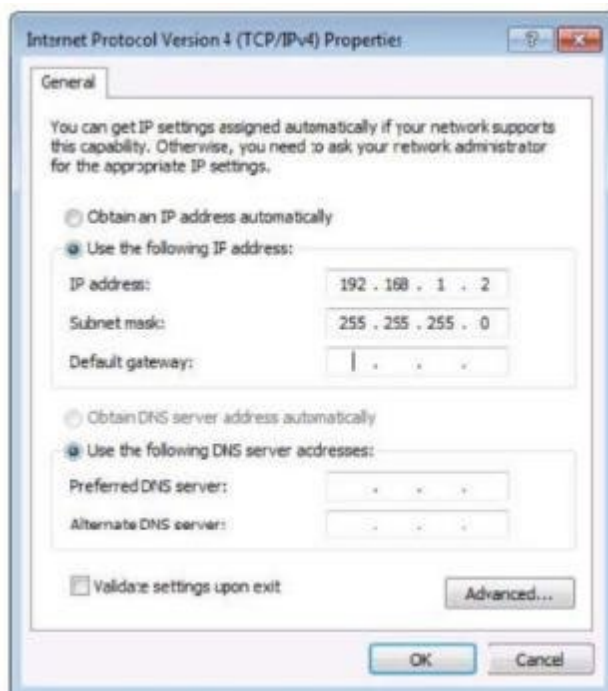 Internet Protocol Version 4 (TCP/IPv4) Properties
General
You can get IP settings assigned automatically if your network supports
this capability. Otherwise, you need to ask your network administrator
for the appropriate IP settings.
Obtain an IP address automatically
Use the following IP address:
IP address: 192 . 168 . 1 . 2
Subnet mask: 255 . 255 . 255 . 0
Default gateway: . . .
Obtain DNS server address automatically
Use the following DNS server addresses:
Preferred DNS server: . . .
Alternate DNS server: . . .
Validate settings upon exit
Advanced...
OK Cancel